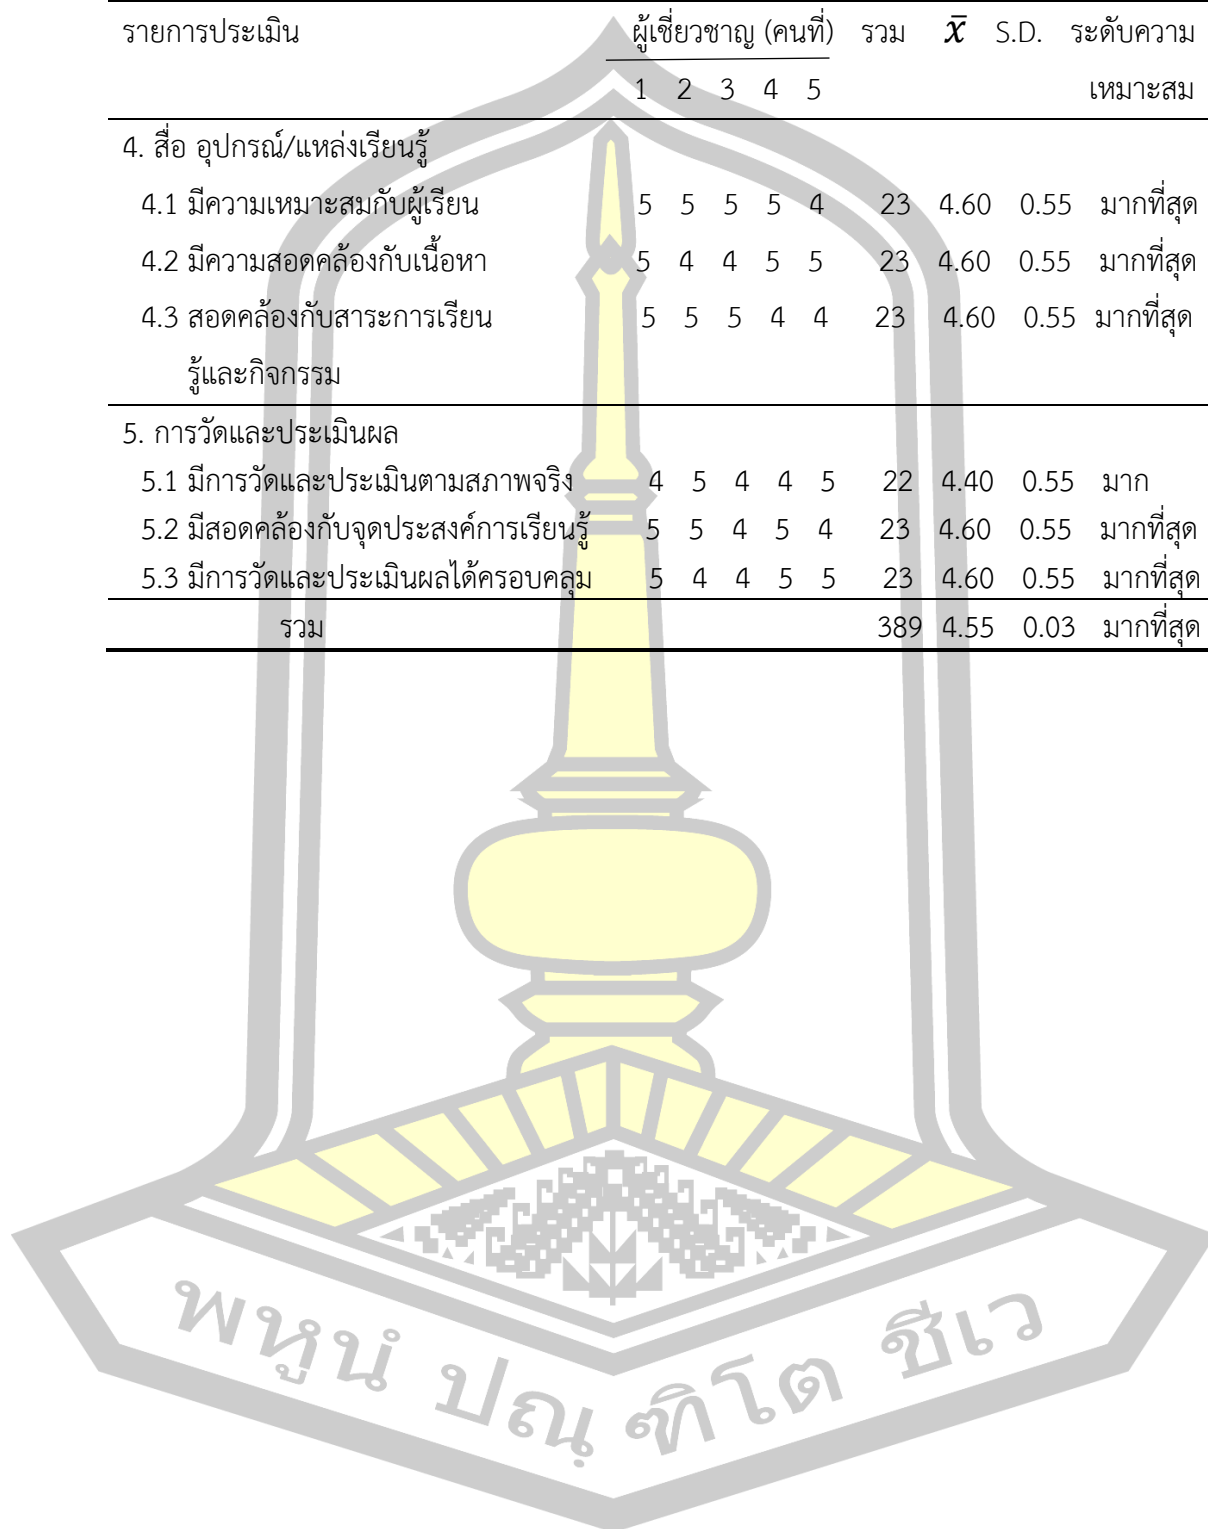 รายการประเมิน ผู้เชี่ยวชาญ (คนที่) รวม x̄ S.D. ระดับความ
1 2 3 4 5 เหมาะสม
4. สื่อ อุปกรณ์/แหล่งเรียนรู้
4.1 มีความเหมาะสมกับผู้เรียน 5 5 5 5 4 23 4.60 0.55 มากที่สุด
4.2 มีความสอดคล้องกับเนื้อหา 5 4 4 5 5 23 4.60 0.55 มากที่สุด
4.3 สอดคล้องกับสาระการเรียน 5 5 5 4 4 23 4.60 0.55 มากที่สุด
รู้และกิจกรรม
5. การวัดและประเมินผล
5.1 มีการวัดและประเมินตามสภาพจริง 4 5 4 4 5 22 4.40 0.55 มาก
5.2 มีสอดคล้องกับจุดประสงค์การเรียนรู้ 5 5 4 5 4 23 4.60 0.55 มากที่สุด
5.3 มีการวัดและประเมินผลได้ครอบคลุม 5 4 4 5 5 23 4.60 0.55 มากที่สุด
รวม 389 4.55 0.03 มากที่สุด
พหูนํ ปณฺฑิโต ชีเว